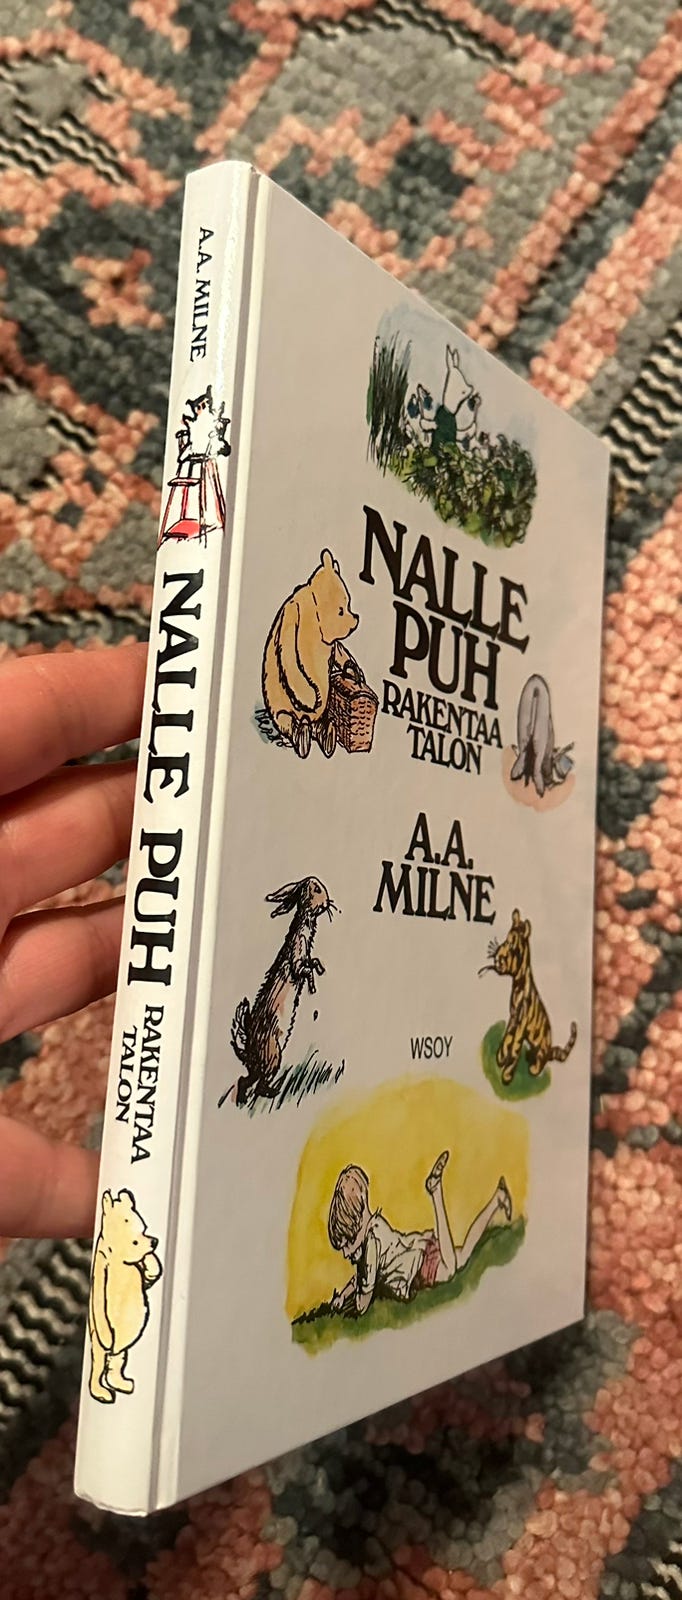 A.A. MILNE
NALLE PUH
RAKENTAA
TALON
NALLE
PUH
RAKENTAA
TALON
A.A.
MILNE
WSOY